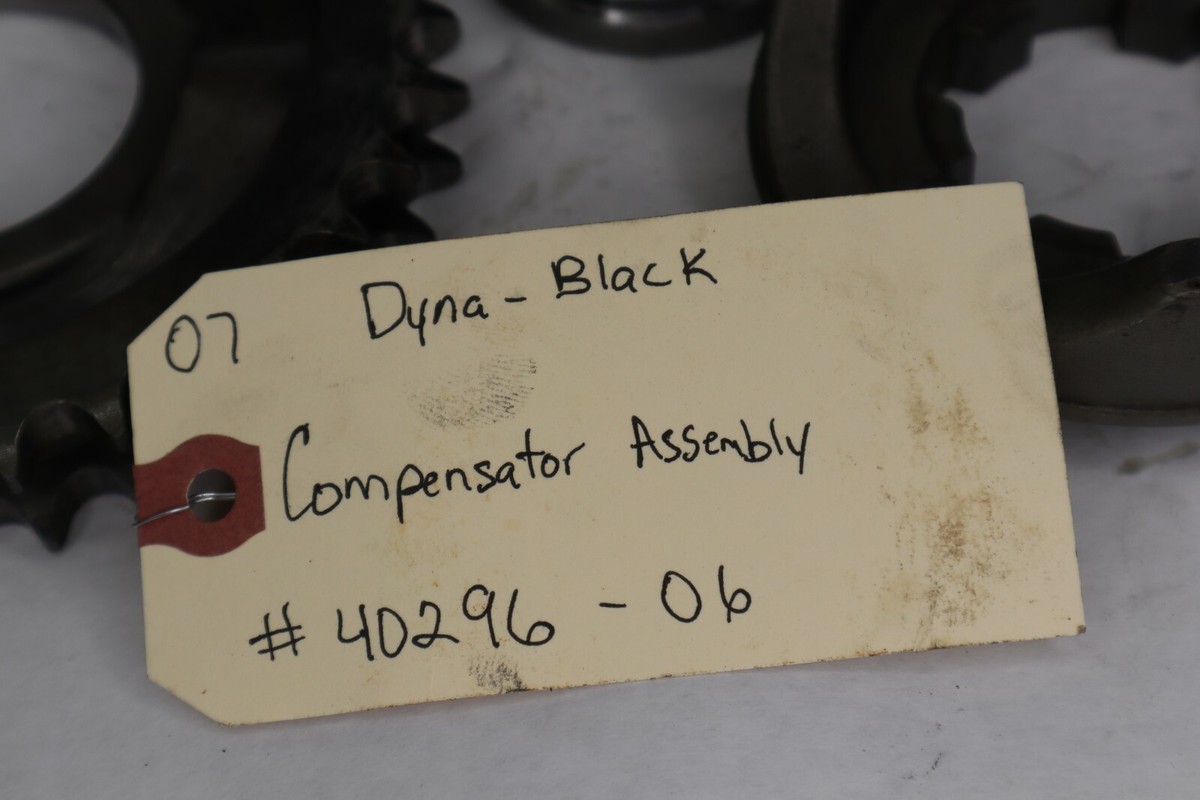 07 Dyna - Black
Compensator Assembly
# 40296 - 06